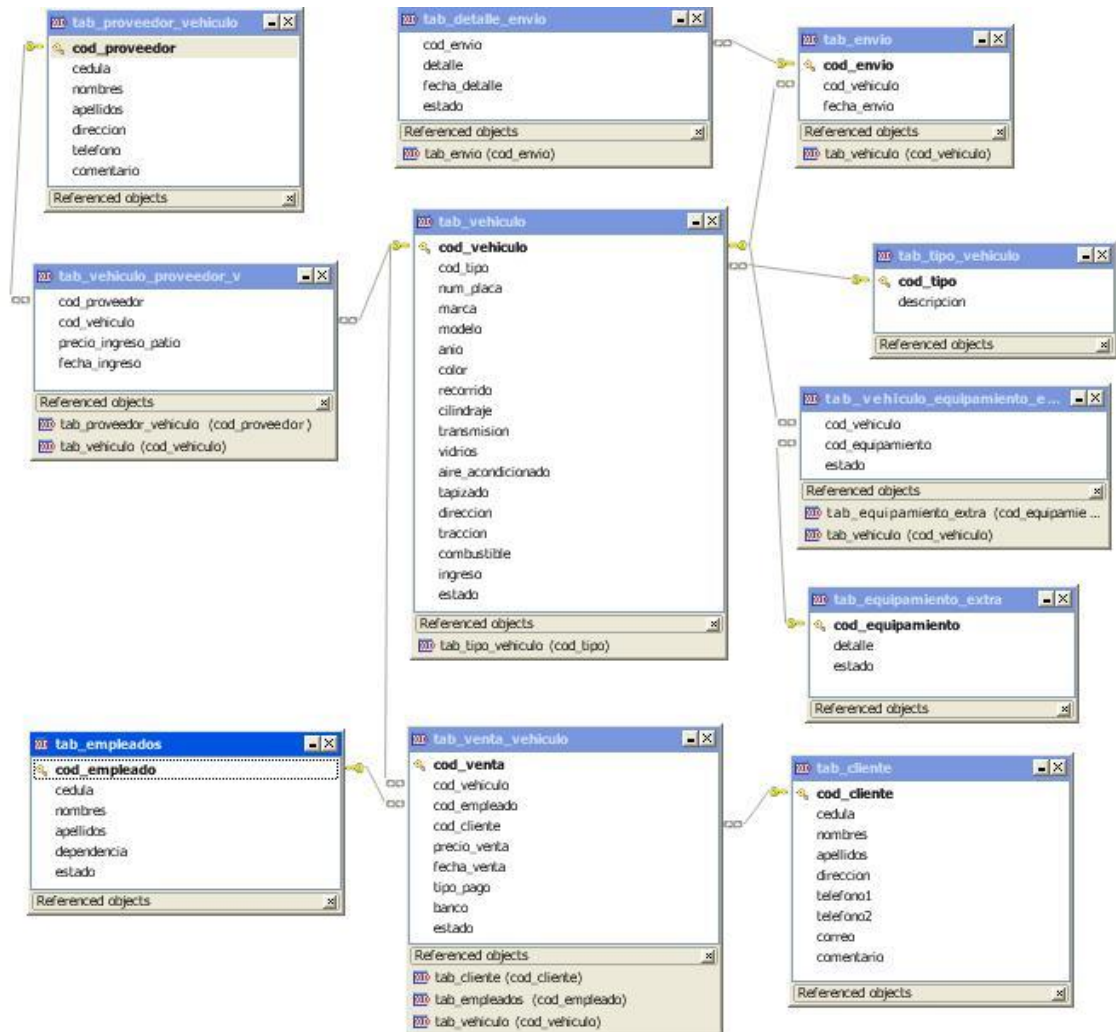 tab_proveedor_vehiculo
cod_proveedor
cedula
nombres
apellidos
direccion
telefono
comentario
Referenced objects
tab_detalle_envio
cod_envio
detalle
fecha_detalle
estado
Referenced objects
tab_envio (cod_envio)
tab_envio
cod_envio
cod_vehiculo
fecha_envio
Referenced objects
tab_vehiculo (cod_vehiculo)
tab_vehiculo_proveedor_v
cod_proveedor
cod_vehiculo
precio_ingreso_patio
fecha_ingreso
Referenced objects
tab_proveedor_vehiculo (cod_proveedor)
tab_vehiculo (cod_vehiculo)
tab_vehiculo
cod_vehiculo
cod_tipo
num_placa
marca
modelo
anio
color
recorrido
cilindraje
transmision
vidrios
aire_acondicionado
tapizado
direccion
traccion
combustible
ingreso
estado
Referenced objects
tab_tipo_vehiculo (cod_tipo)
tab_tipo_vehiculo
cod_tipo
descripcion
Referenced objects
tab_vehiculo_equipamiento_e...
cod_vehiculo
cod_equipamiento
estado
Referenced objects
tab_equipamiento_extra (cod_equipamie ...
tab_vehiculo (cod_vehiculo)
tab_equipamiento_extra
cod_equipamiento
detalle
estado
Referenced objects
tab_empleados
cod_empleado
cedula
nombres
apellidos
dependencia
estado
Referenced objects
tab_venta_vehiculo
cod_venta
cod_vehiculo
cod_empleado
cod_cliente
precio_venta
fecha_venta
tipo_pago
banco
estado
Referenced objects
tab_cliente (cod_cliente)
tab_empleados (cod_empleado)
tab_vehiculo (cod_vehiculo)
tab_cliente
cod_cliente
cedula
nombres
apellidos
direccion
telefono1
telefono2
correo
comentario
Referenced objects